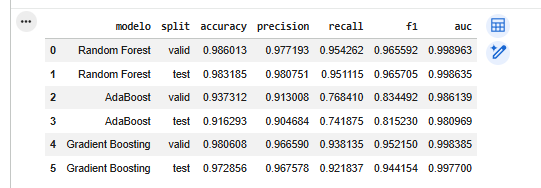 modelo split accuracy precision recall f1 auc
0 Random Forest valid 0.986013 0.977193 0.954262 0.965592 0.998963
1 Random Forest test 0.983185 0.980751 0.951115 0.965705 0.998635
2 AdaBoost valid 0.937312 0.913008 0.768410 0.834492 0.986139
3 AdaBoost test 0.916293 0.904684 0.741875 0.815230 0.980969
4 Gradient Boosting valid 0.980608 0.966590 0.938135 0.952150 0.998385
5 Gradient Boosting test 0.972856 0.967578 0.921837 0.944154 0.997700